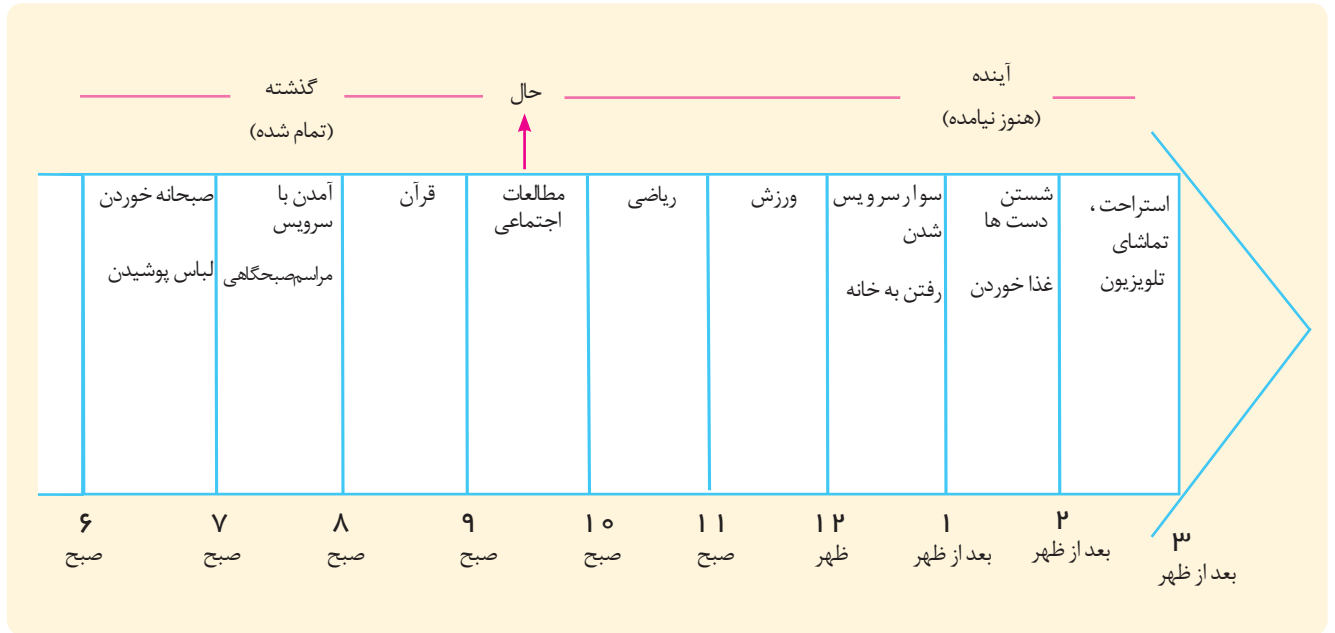 گذشته
(تمام شده)
حال
آینده
(هنوز نیامده)
صبحانه خوردن
لباس پوشیدن
آمدن با
سرویس
مراسم صبحگاهی
قرآن
مطالعات
اجتماعی
ریاضی
ورزش
سوار سرویس
شدن
رفتن به خانه
شستن
دست ها
غذا خوردن
استراحت،
تماشای
تلویزیون
۶
صبح
۷
صبح
۸
صبح
۹
صبح
۱۰
صبح
۱۱
صبح
۱۲
ظهر
۱
بعد از ظهر
۲
بعد از ظهر
۳
بعد از ظهر